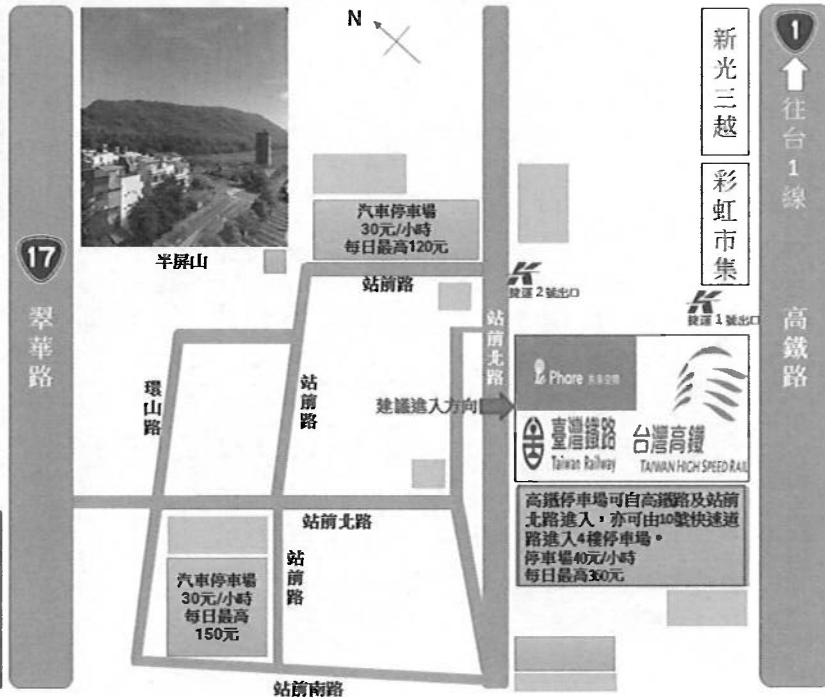 N
1
往台1線
新光三越
彩虹市集
高鐵路
17
翠華路
半屏山
汽車停車場
30元/小時
每日最高120元
站前路
捷運2號出口
捷運1號出口
站前北路
環山路
站前路
建議進入方向
Phare 未來空間
臺灣鐵路
Taiwan Railway
台灣高鐵
TAIWAN HIGH SPEED RAIL
站前北路
高鐵停車場可自高鐵路及站前
北路進入，亦可由10號快速道
路進入4樓停車場。
停車場40元/小時
每日最高360元
站前路
汽車停車場
30元/小時
每日最高
150元
站前南路